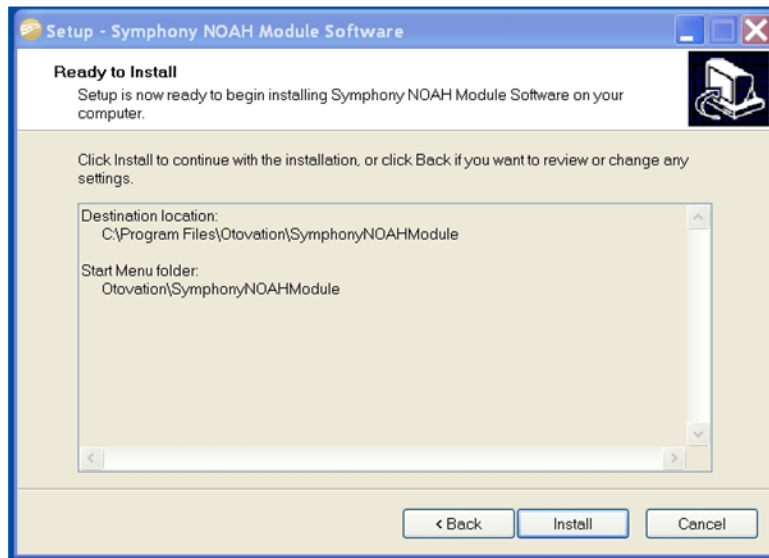 Setup - Symphony NOAH Module Software
Ready to Install
Setup is now ready to begin installing Symphony NOAH Module Software on your
computer.
Click Install to continue with the installation, or click Back if you want to review or change any
settings.
Destination location:
C:\Program Files\Otovation\SymphonyNOAHModule
Start Menu folder:
Otovation\SymphonyNOAHModule
< Back
Install
Cancel